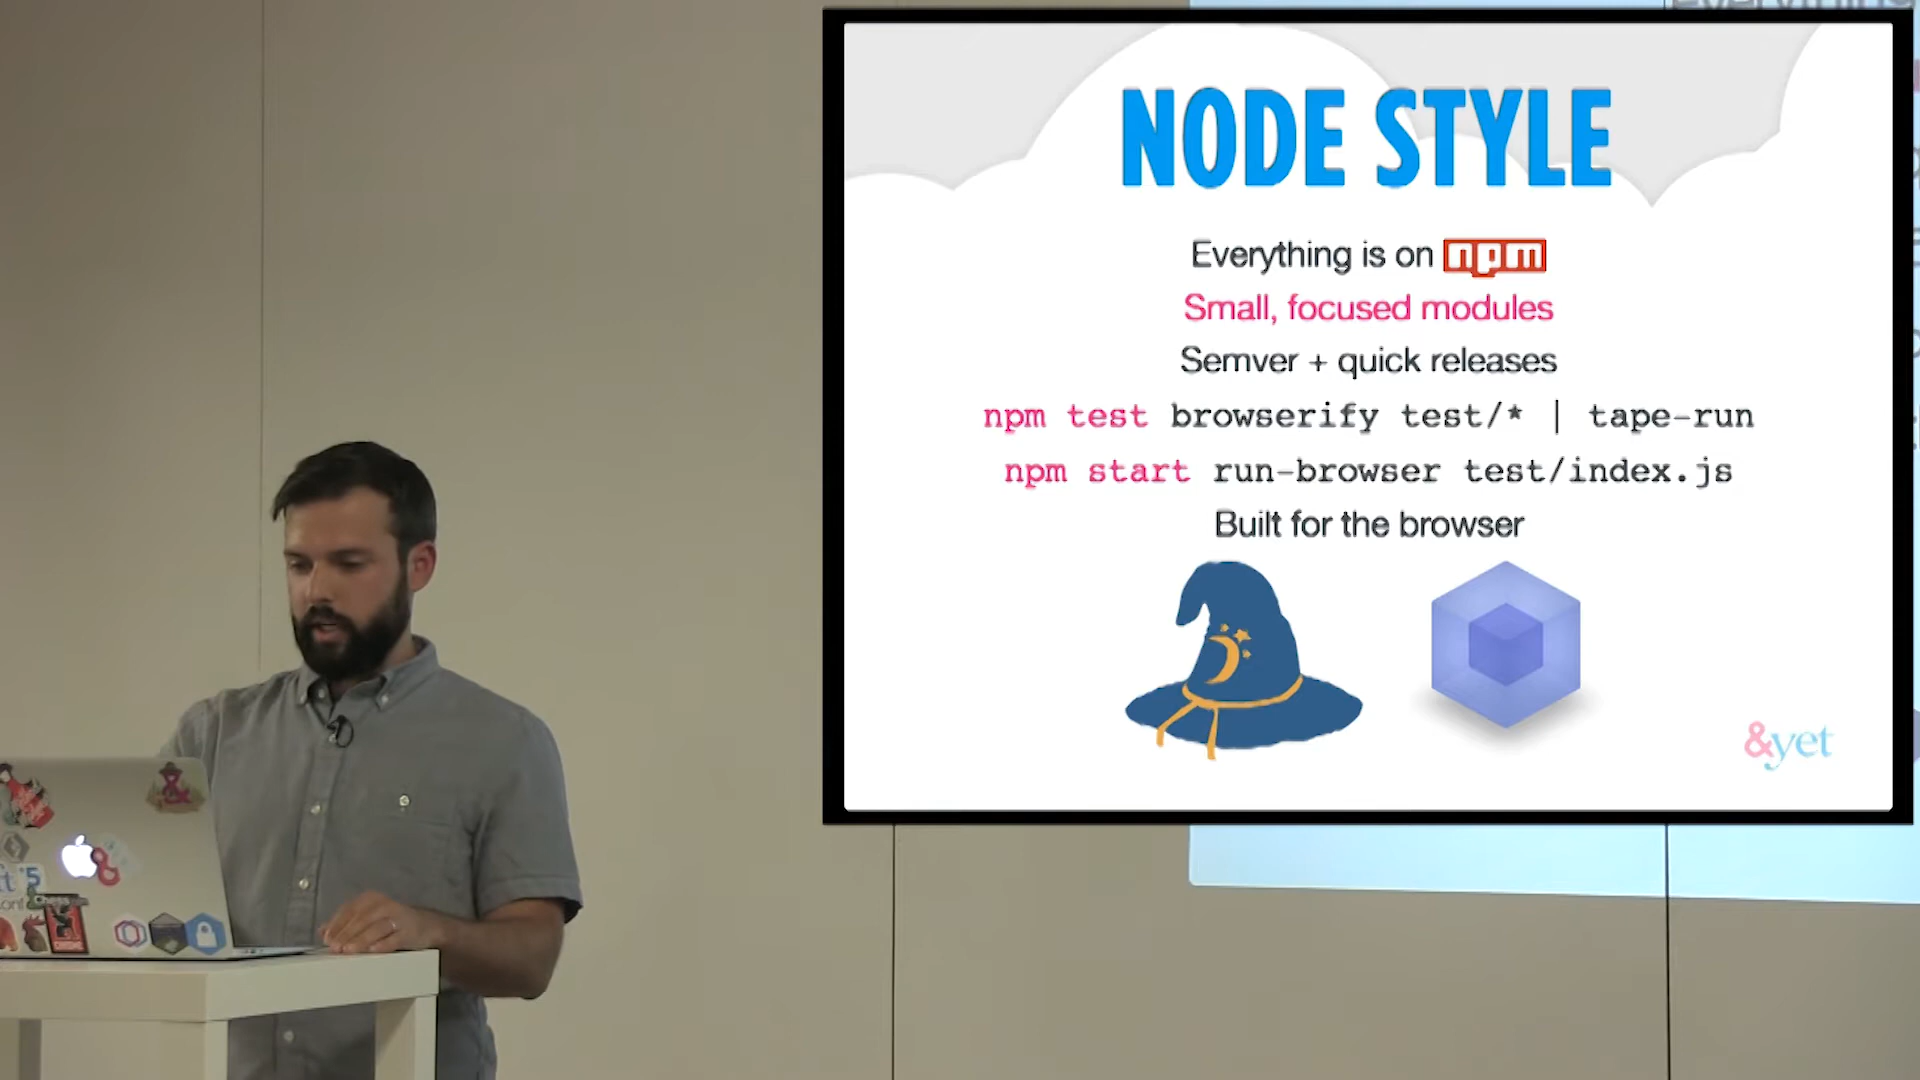 NODE STYLE
Everything is on npm
Small, focused modules
Semver + quick releases
npm test browserify test/* | tape-run
npm start run-browser test/index.js
Built for the browser
&yet
&
&